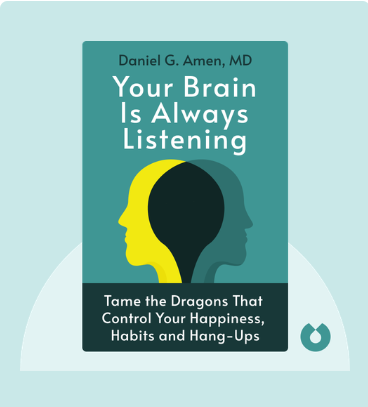 Daniel G. Amen, MD
Your Brain
Is Always
Listening
Tame the Dragons That
Control Your Happiness,
Habits and Hang-Ups